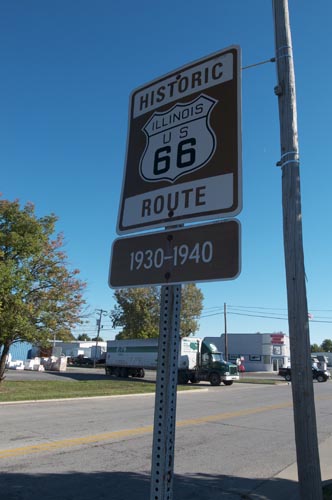 HISTORIC
ILLINOIS
U S
66
ROUTE
1930-1940